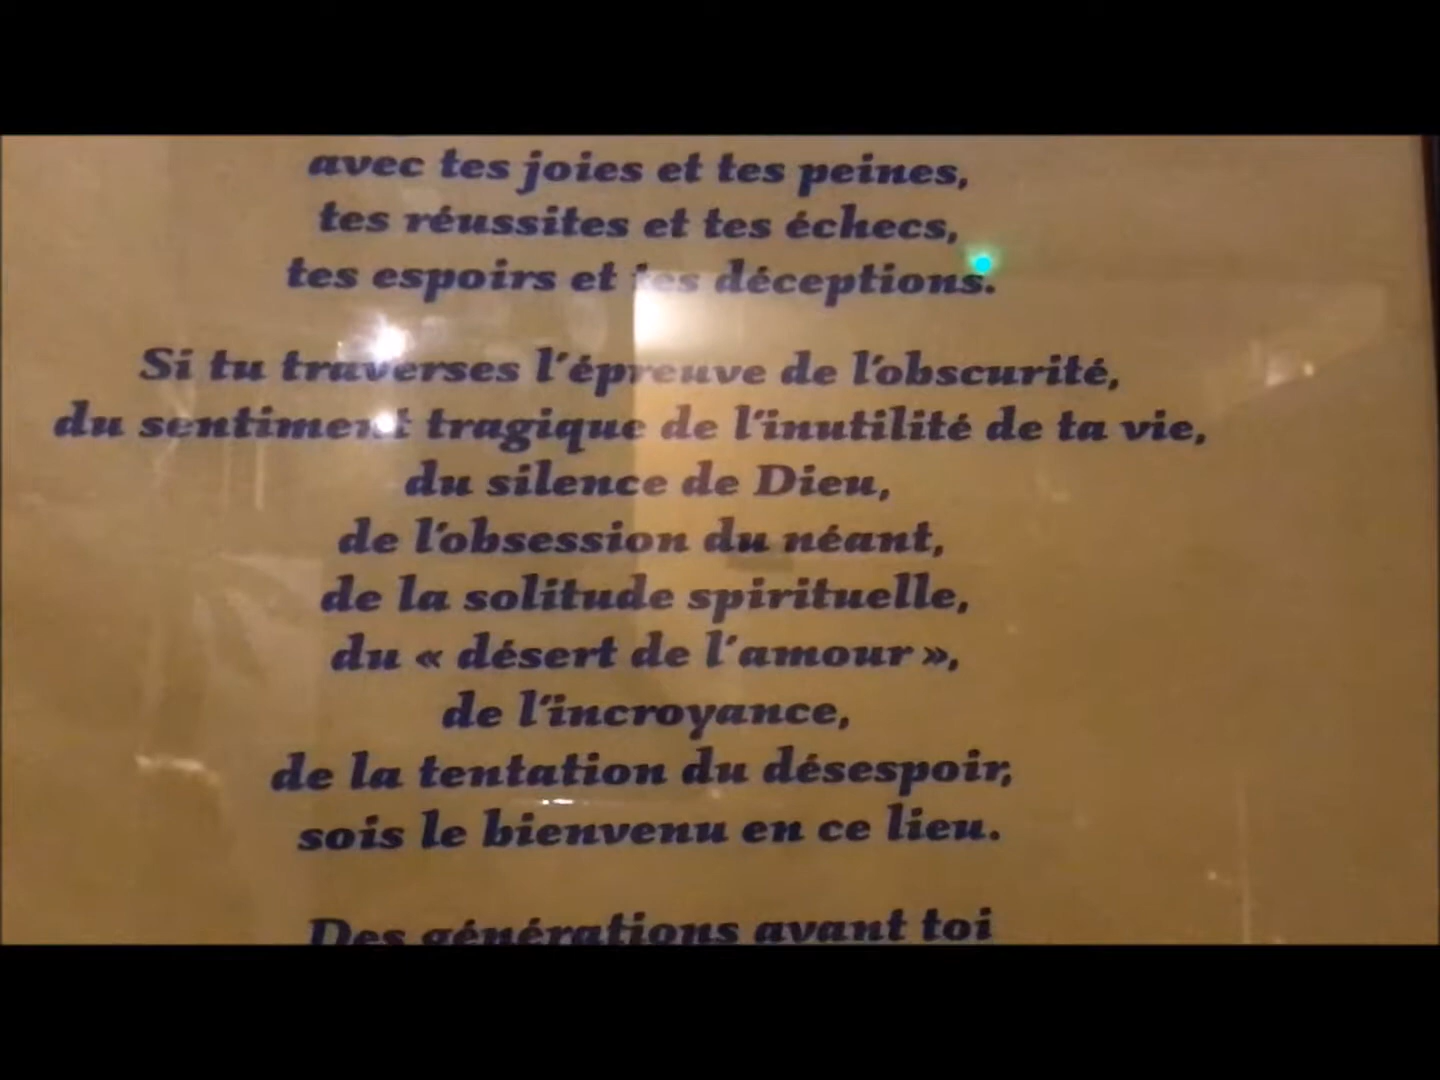 avec tes joies et tes peines,
tes réussites et tes échecs,
tes espoirs et tes déceptions.
Si tu traverses l'épreuve de l'obscurité,
du sentiment tragique de l'inutilité de ta vie,
du silence de Dieu,
de l'obsession du néant,
de la solitude spirituelle,
du « désert de l'amour »,
de l'incroyance,
de la tentation du désespoir,
sois le bienvenu en ce lieu.
Des générations avant toi